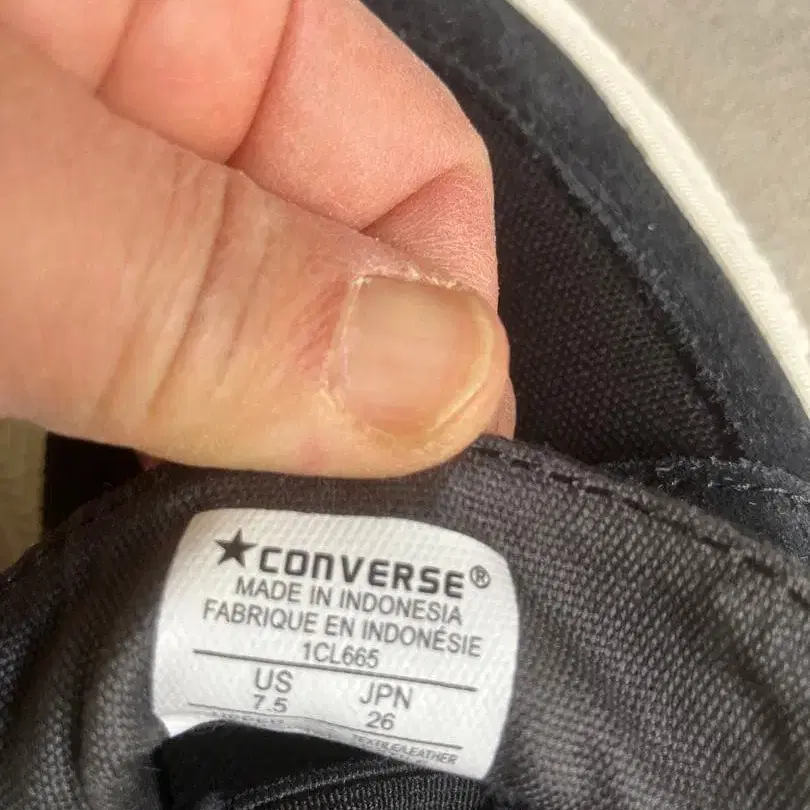 ★CONVERSE®
MADE IN INDONESIA
FABRIQUE EN INDONÉSIE
1CL665
US JPN
7.5 26
TEXTILE/LEATHER